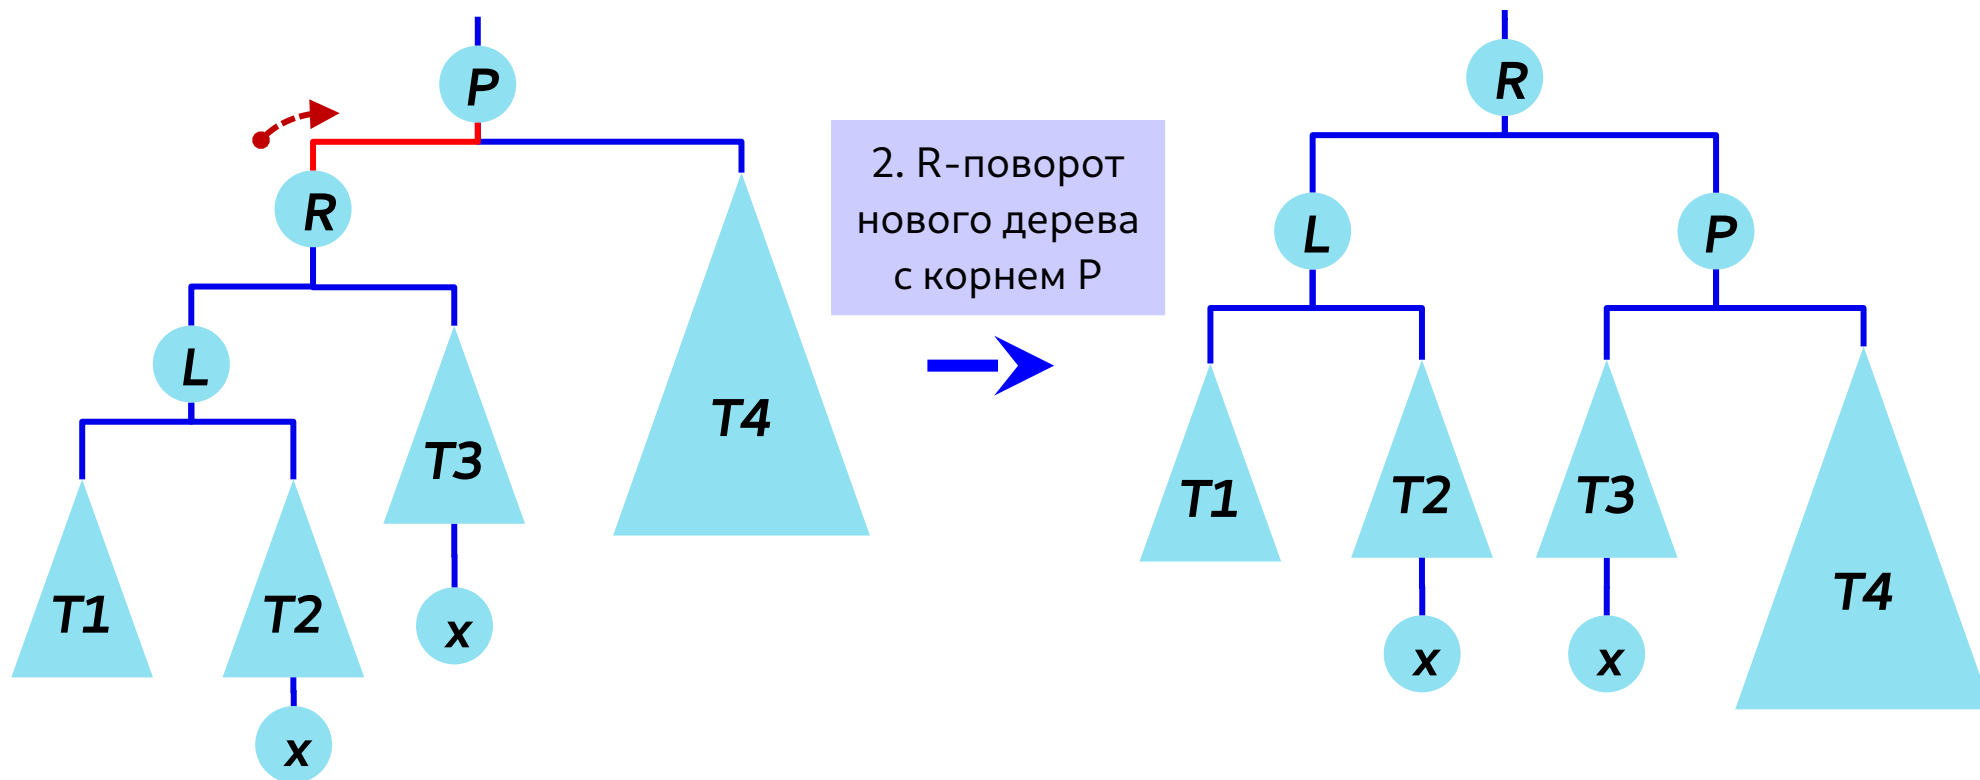 P
R
L
T1
T2
T3
T4
x
x
2. R-поворот
нового дерева
с корнем P
R
L
P
T1
T2
T3
T4
x
x